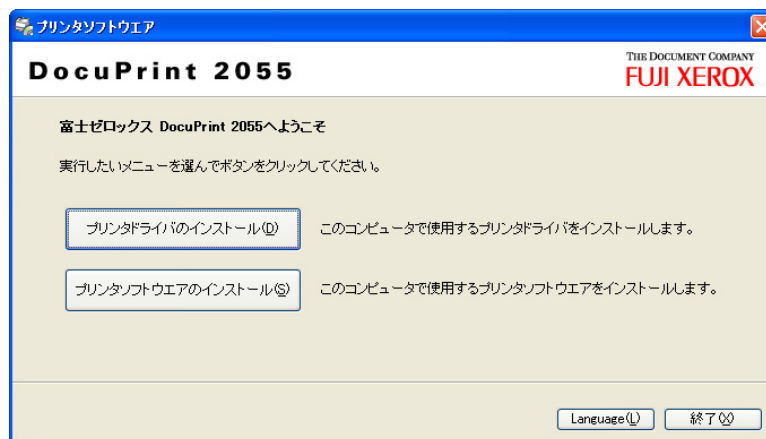 プリンタソフトウエア
DocuPrint 2055
THE DOCUMENT COMPANY
FUJI XEROX
富士ゼロックス DocuPrint 2055へようこそ
実行したいメニューを選んでボタンをクリックしてください。
プリンタドライバのインストール(D)
このコンピュータで使用するプリンタドライバをインストールします。
プリンタソフトウエアのインストール(S)
このコンピュータで使用するプリンタソフトウエアをインストールします。
Language(L)
終了(X)